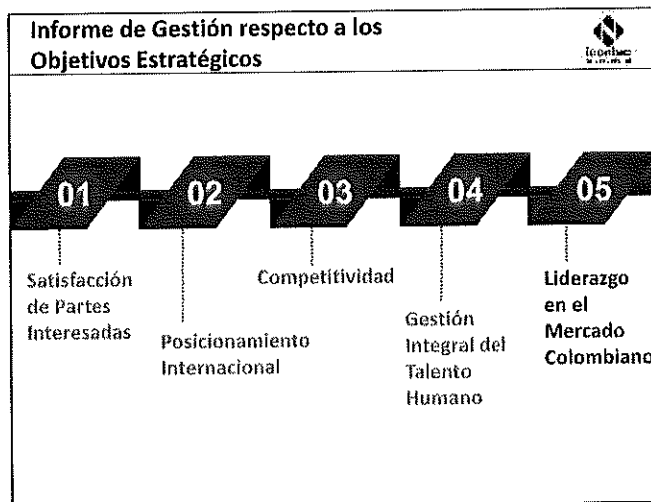 Informe de Gestión respecto a los
Objetivos Estratégicos
icontec
01
02
03
04
05
Satisfacción
de Partes
Interesadas
Posicionamiento
Internacional
Competitividad
Gestión
Integral del
Talento
Humano
Liderazgo
en el
Mercado
Colombiano